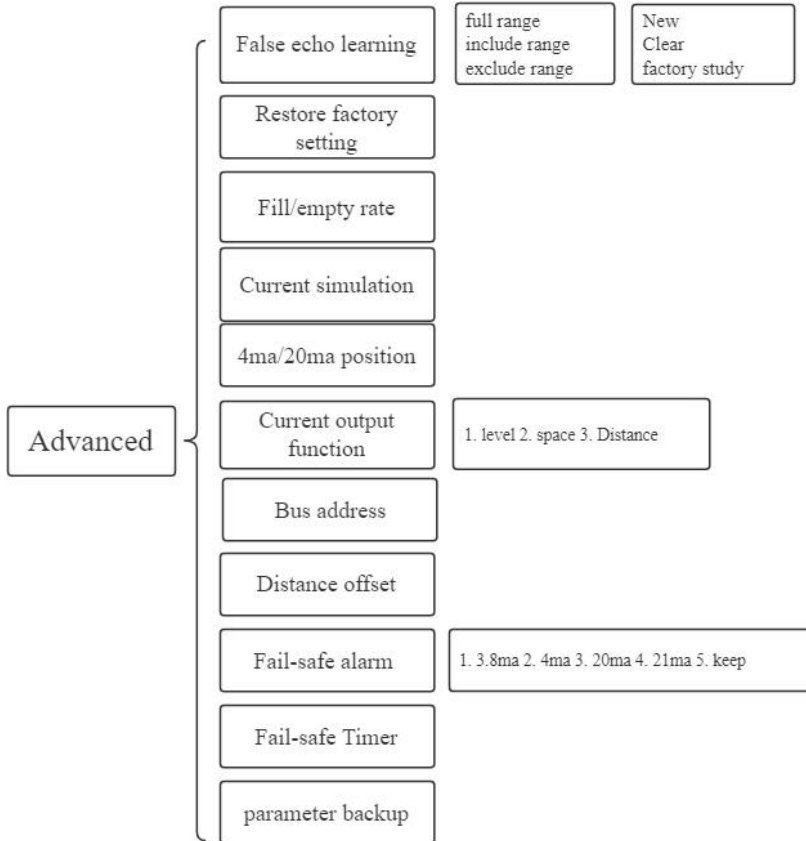 False echo learning
full range
include range
exclude range
New
Clear
factory study
Restore factory
setting
Fill/empty rate
Current simulation
4ma/20ma position
Advanced
Current output
function
1. level 2. space 3. Distance
Bus address
Distance offset
Fail-safe alarm
1. 3.8ma 2. 4ma 3. 20ma 4. 21ma 5. keep
Fail-safe Timer
parameter backup